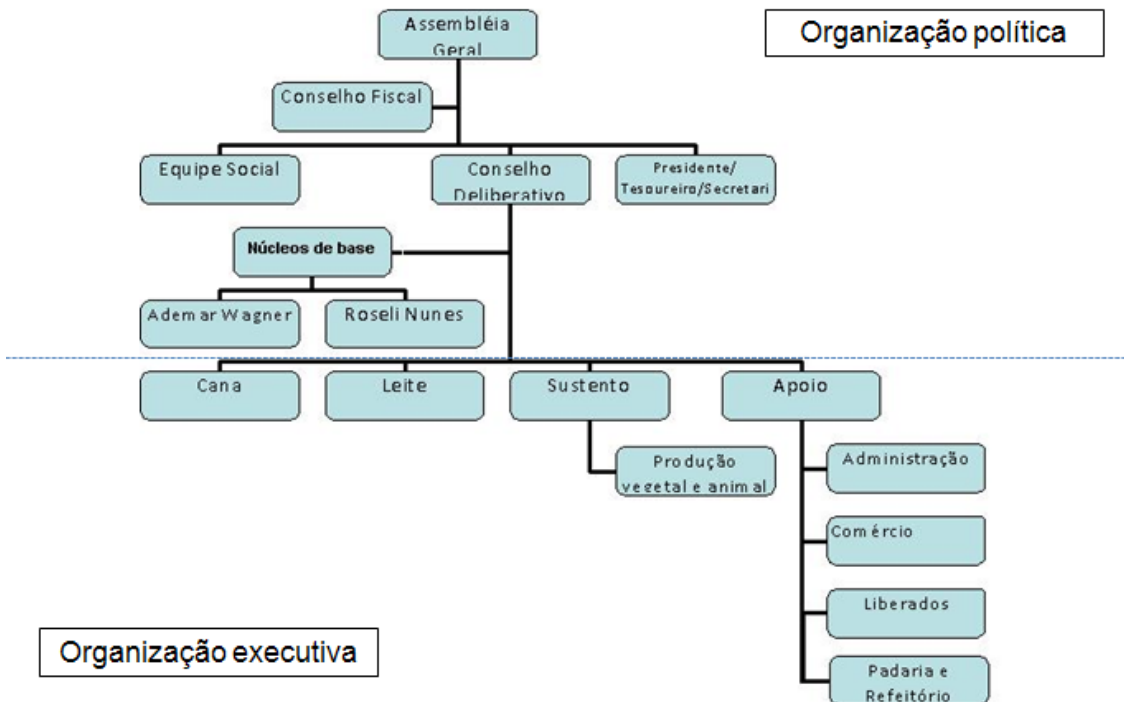 Assembléia
Geral
Organização política
Conselho Fiscal
Equipe Social
Conselho
Deliberativo
Presidente/
Tesoureiro/Secretari
Núcleos de base
Ademar Wagner
Roseli Nunes
Cana
Leite
Sustento
Apoio
Produção
vegetal e animal
Administração
Comércio
Liberados
Padaria e
Refeitório
Organização executiva